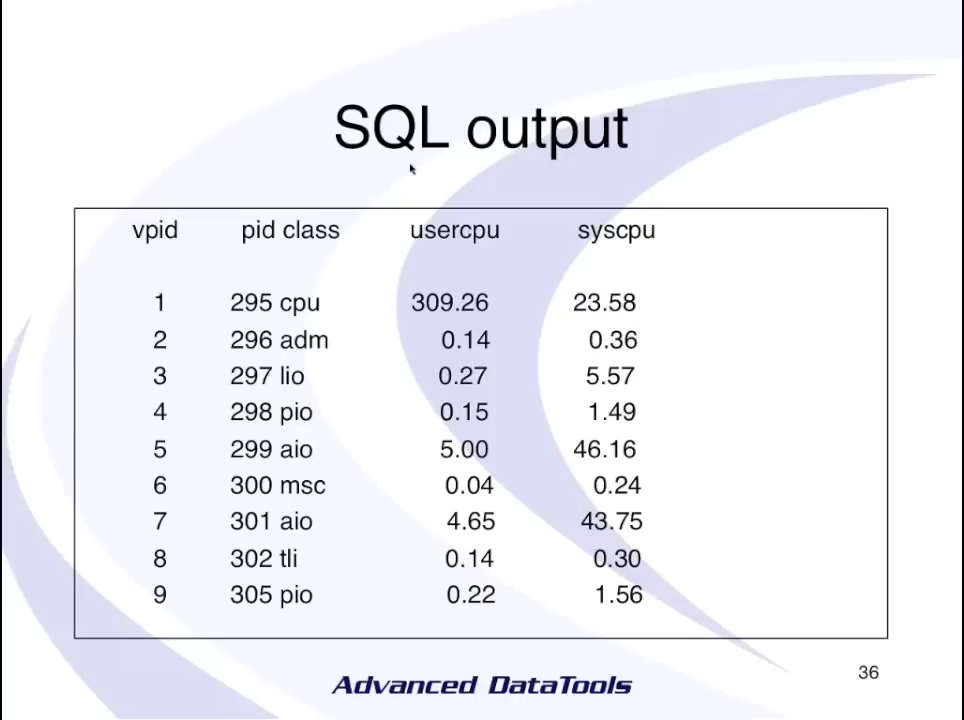 SQL output
vpid pid class usercpu syscpu
1 295 cpu 309.26 23.58
2 296 adm 0.14 0.36
3 297 lio 0.27 5.57
4 298 pio 0.15 1.49
5 299 aio 5.00 46.16
6 300 msc 0.04 0.24
7 301 aio 4.65 43.75
8 302 tli 0.14 0.30
9 305 pio 0.22 1.56
36
Advanced DataTools